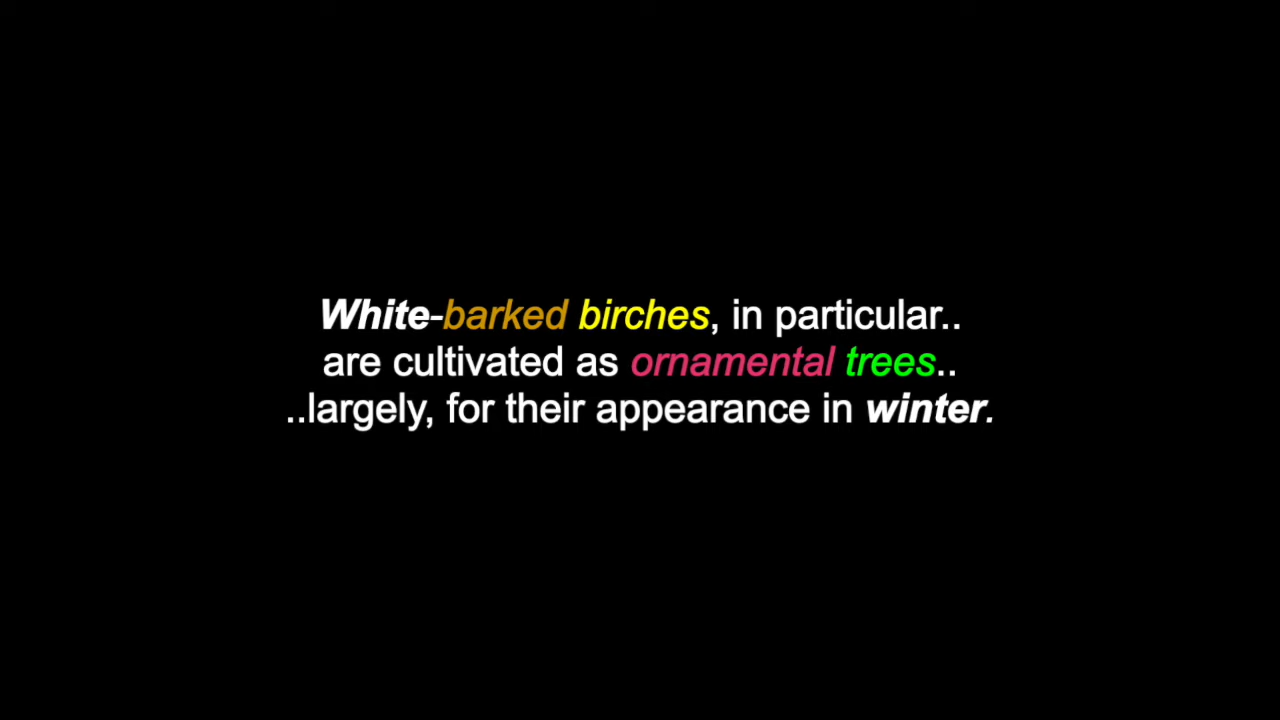 White-barked birches, in particular..
are cultivated as ornamental trees..
..largely, for their appearance in winter.